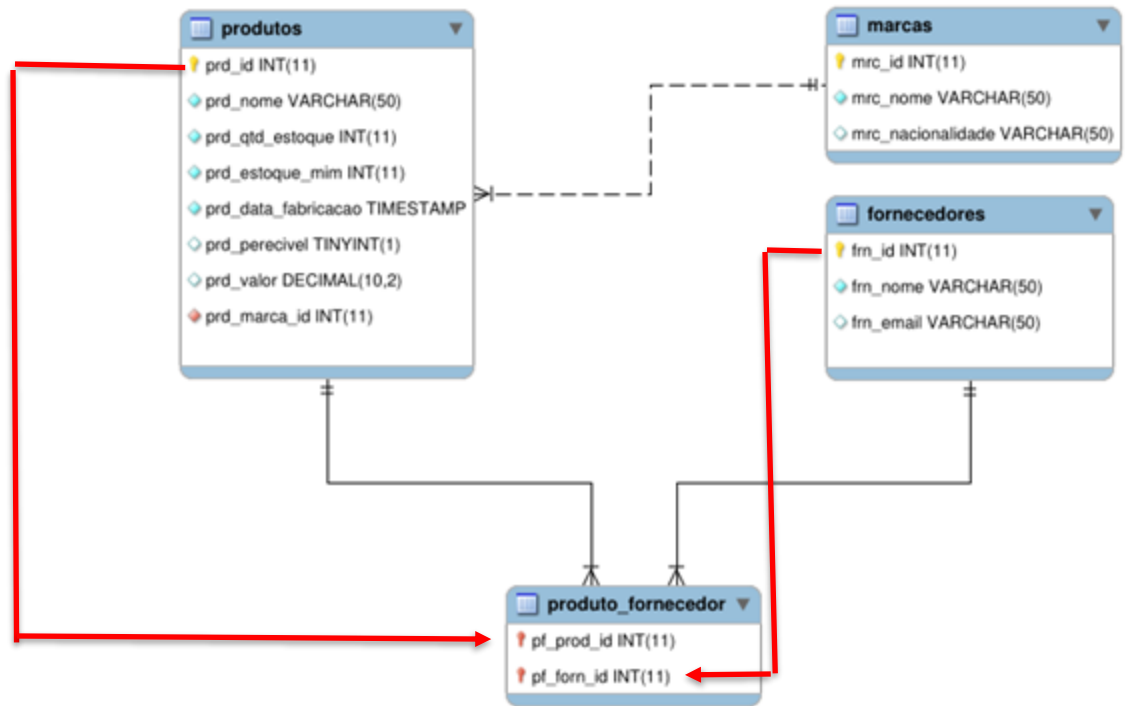 produtos
prd_id INT(11)
prd_nome VARCHAR(50)
prd_qtd_estoque INT(11)
prd_estoque_mim INT(11)
prd_data_fabricacao TIMESTAMP
prd_perecivel TINYINT(1)
prd_valor DECIMAL(10,2)
prd_marca_id INT(11)
marcas
mrc_id INT(11)
mrc_nome VARCHAR(50)
mrc_nacionalidade VARCHAR(50)
fornecedores
frn_id INT(11)
frn_nome VARCHAR(50)
frn_email VARCHAR(50)
produto_fornecedor
pf_prod_id INT(11)
pf_forn_id INT(11)